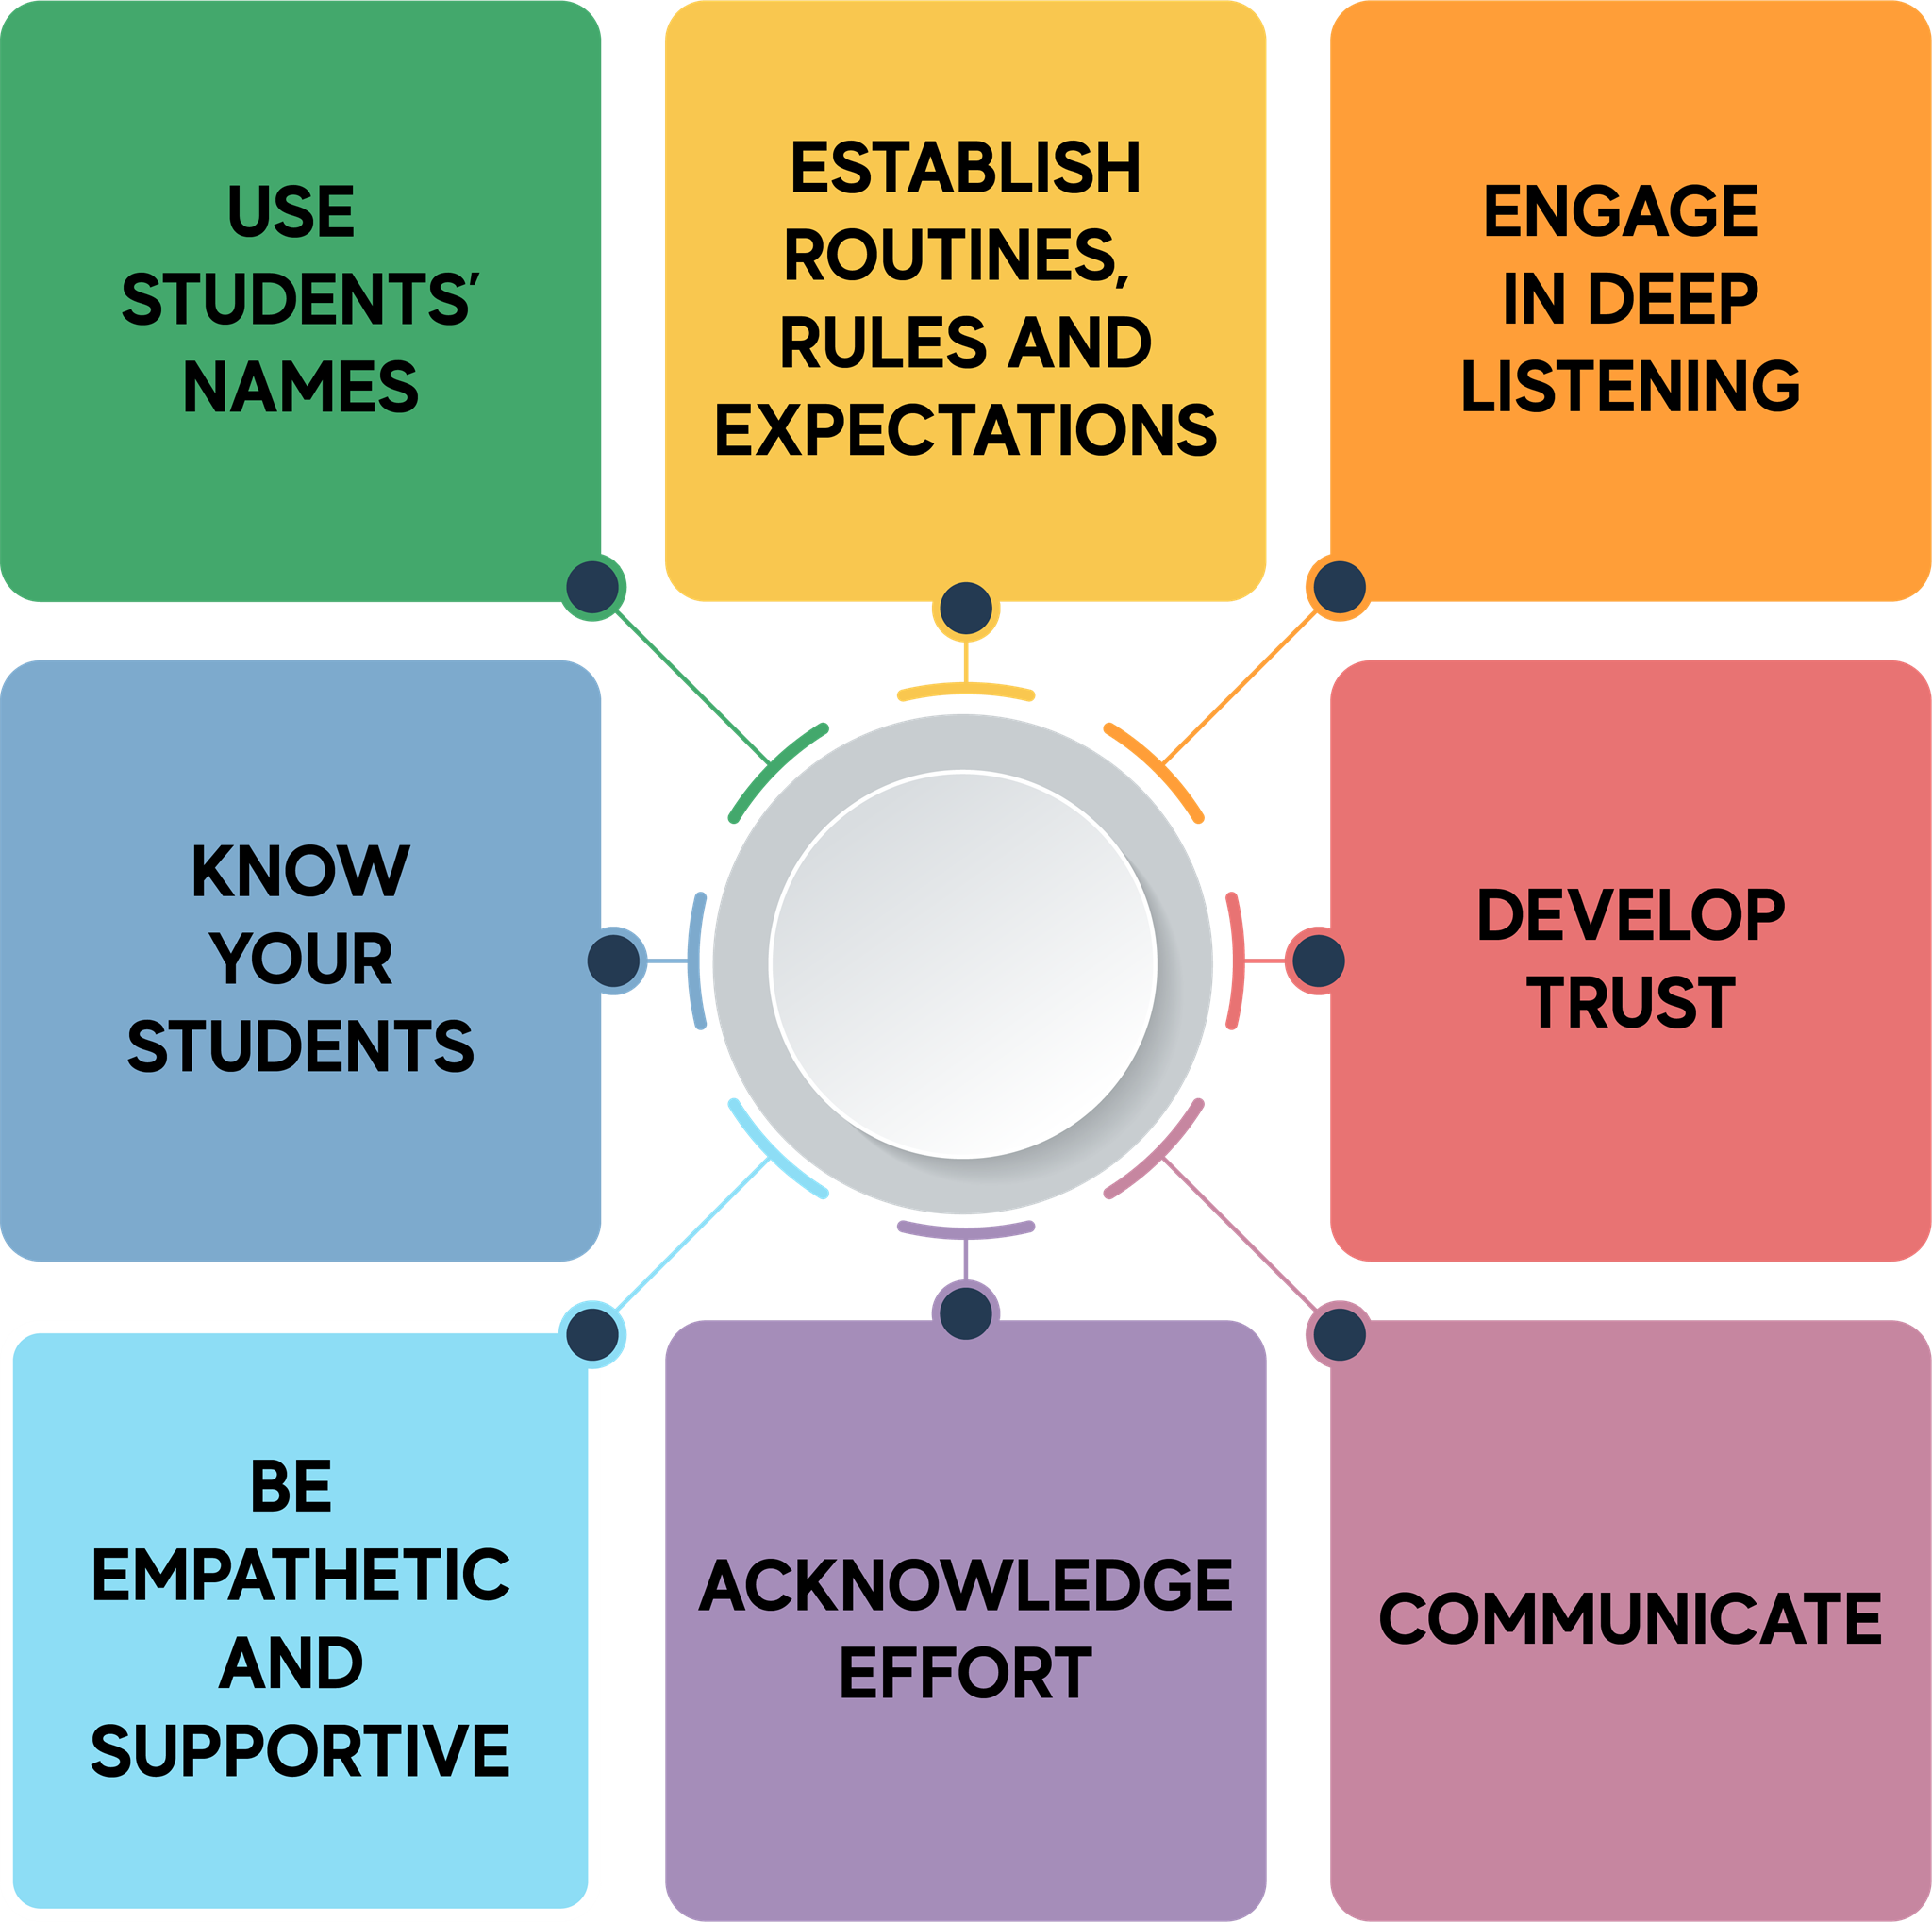 USE
STUDENTS’
NAMES
ESTABLISH
ROUTINES,
RULES AND
EXPECTATIONS
ENGAGE
IN DEEP
LISTENING
KNOW
YOUR
STUDENTS
DEVELOP
TRUST
BE
EMPATHETIC
AND
SUPPORTIVE
ACKNOWLEDGE
EFFORT
COMMUNICATE